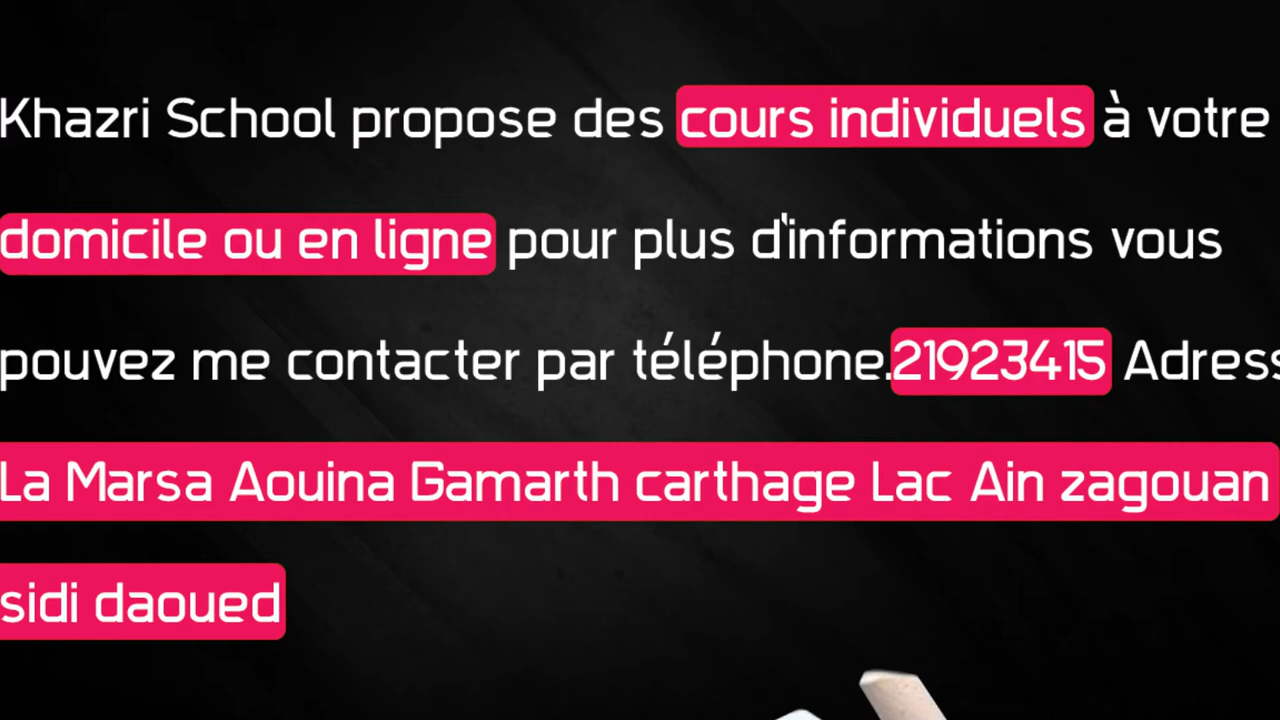 Khazri School propose des cours individuels à votre
domicile ou en ligne pour plus d'informations vous
pouvez me contacter par téléphone.21923415 Adress
La Marsa Aouina Gamarth carthage Lac Ain zagouan
sidi daoued